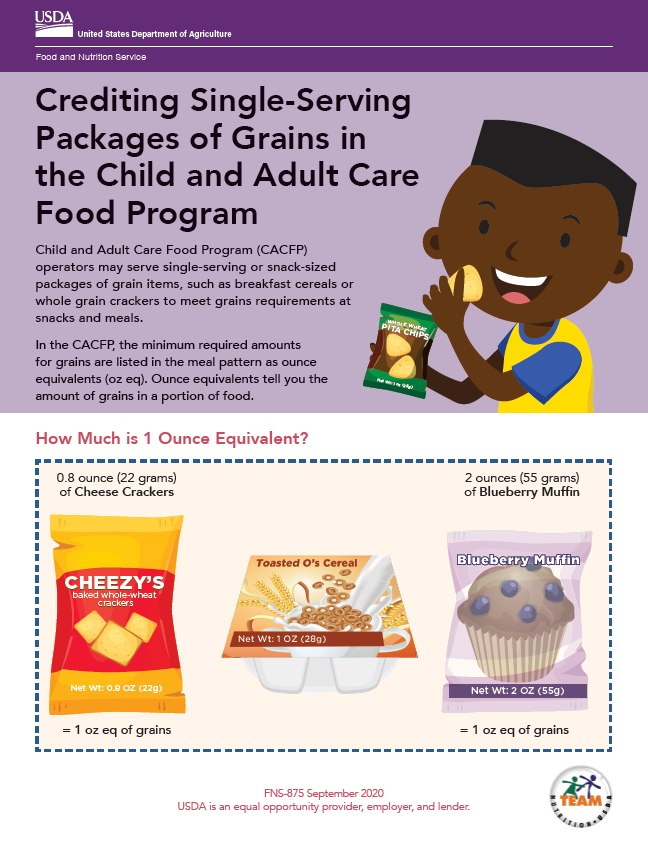 USDA
United States Department of Agriculture
Food and Nutrition Service
Crediting Single-Serving
Packages of Grains in
the Child and Adult Care
Food Program
Child and Adult Care Food Program (CACFP)
operators may serve single-serving or snack-sized
packages of grain items, such as breakfast cereals or
whole grain crackers to meet grains requirements at
snacks and meals.
In the CACFP, the minimum required amounts
for grains are listed in the meal pattern as ounce
equivalents (oz eq). Ounce equivalents tell you the
amount of grains in a portion of food.
WHOLE WHEAT
PITA CHIPS
Net Wt: 1 oz (28g)
How Much is 1 Ounce Equivalent?
0.8 ounce (22 grams)
of Cheese Crackers
CHEEZY'S
baked whole-wheat
crackers
Net Wt: 0.8 OZ (22g)
= 1 oz eq of grains
Toasted O's Cereal
Net Wt: 1 OZ (28g)
2 ounces (55 grams)
of Blueberry Muffin
Blueberry Muffin
Net Wt: 2 OZ (55g)
= 1 oz eq of grains
FNS-875 September 2020
USDA is an equal opportunity provider, employer, and lender.
TEAM
NUTRITION USDA